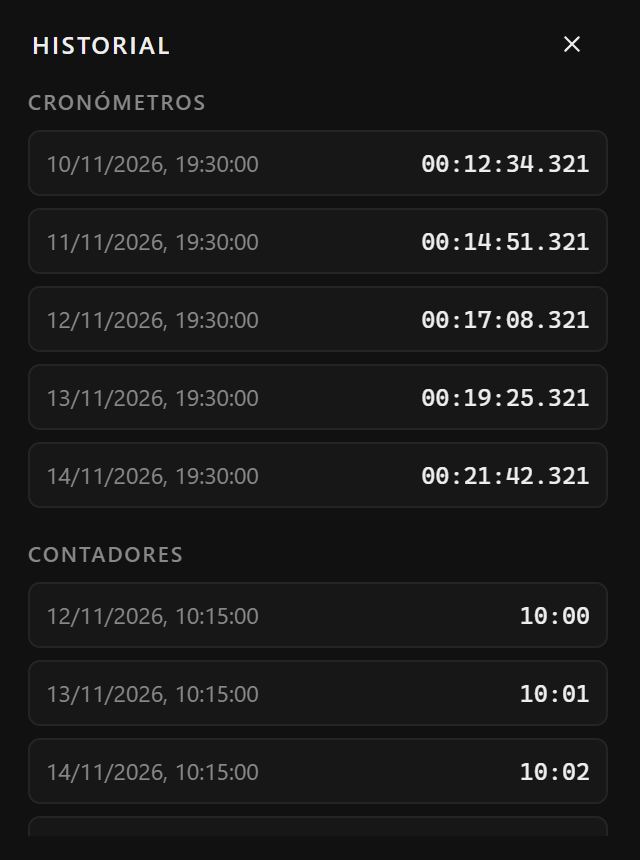 HISTORIAL
CRONÓMETROS
10/11/2026, 19:30:00 00:12:34.321
11/11/2026, 19:30:00 00:14:51.321
12/11/2026, 19:30:00 00:17:08.321
13/11/2026, 19:30:00 00:19:25.321
14/11/2026, 19:30:00 00:21:42.321
CONTADORES
12/11/2026, 10:15:00 10:00
13/11/2026, 10:15:00 10:01
14/11/2026, 10:15:00 10:02